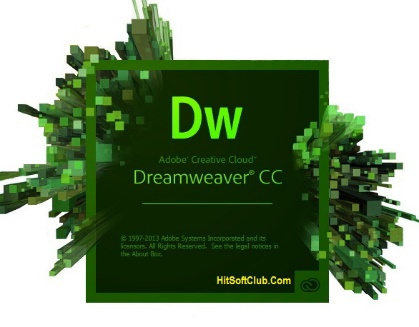 Dw
Adobe® Creative Cloud™
Dreamweaver® CC
© 1997-2013 Adobe Systems Incorporated and its
licensors. All Rights Reserved. See the legal notices in
the About Box.
HitSoftClub.Com